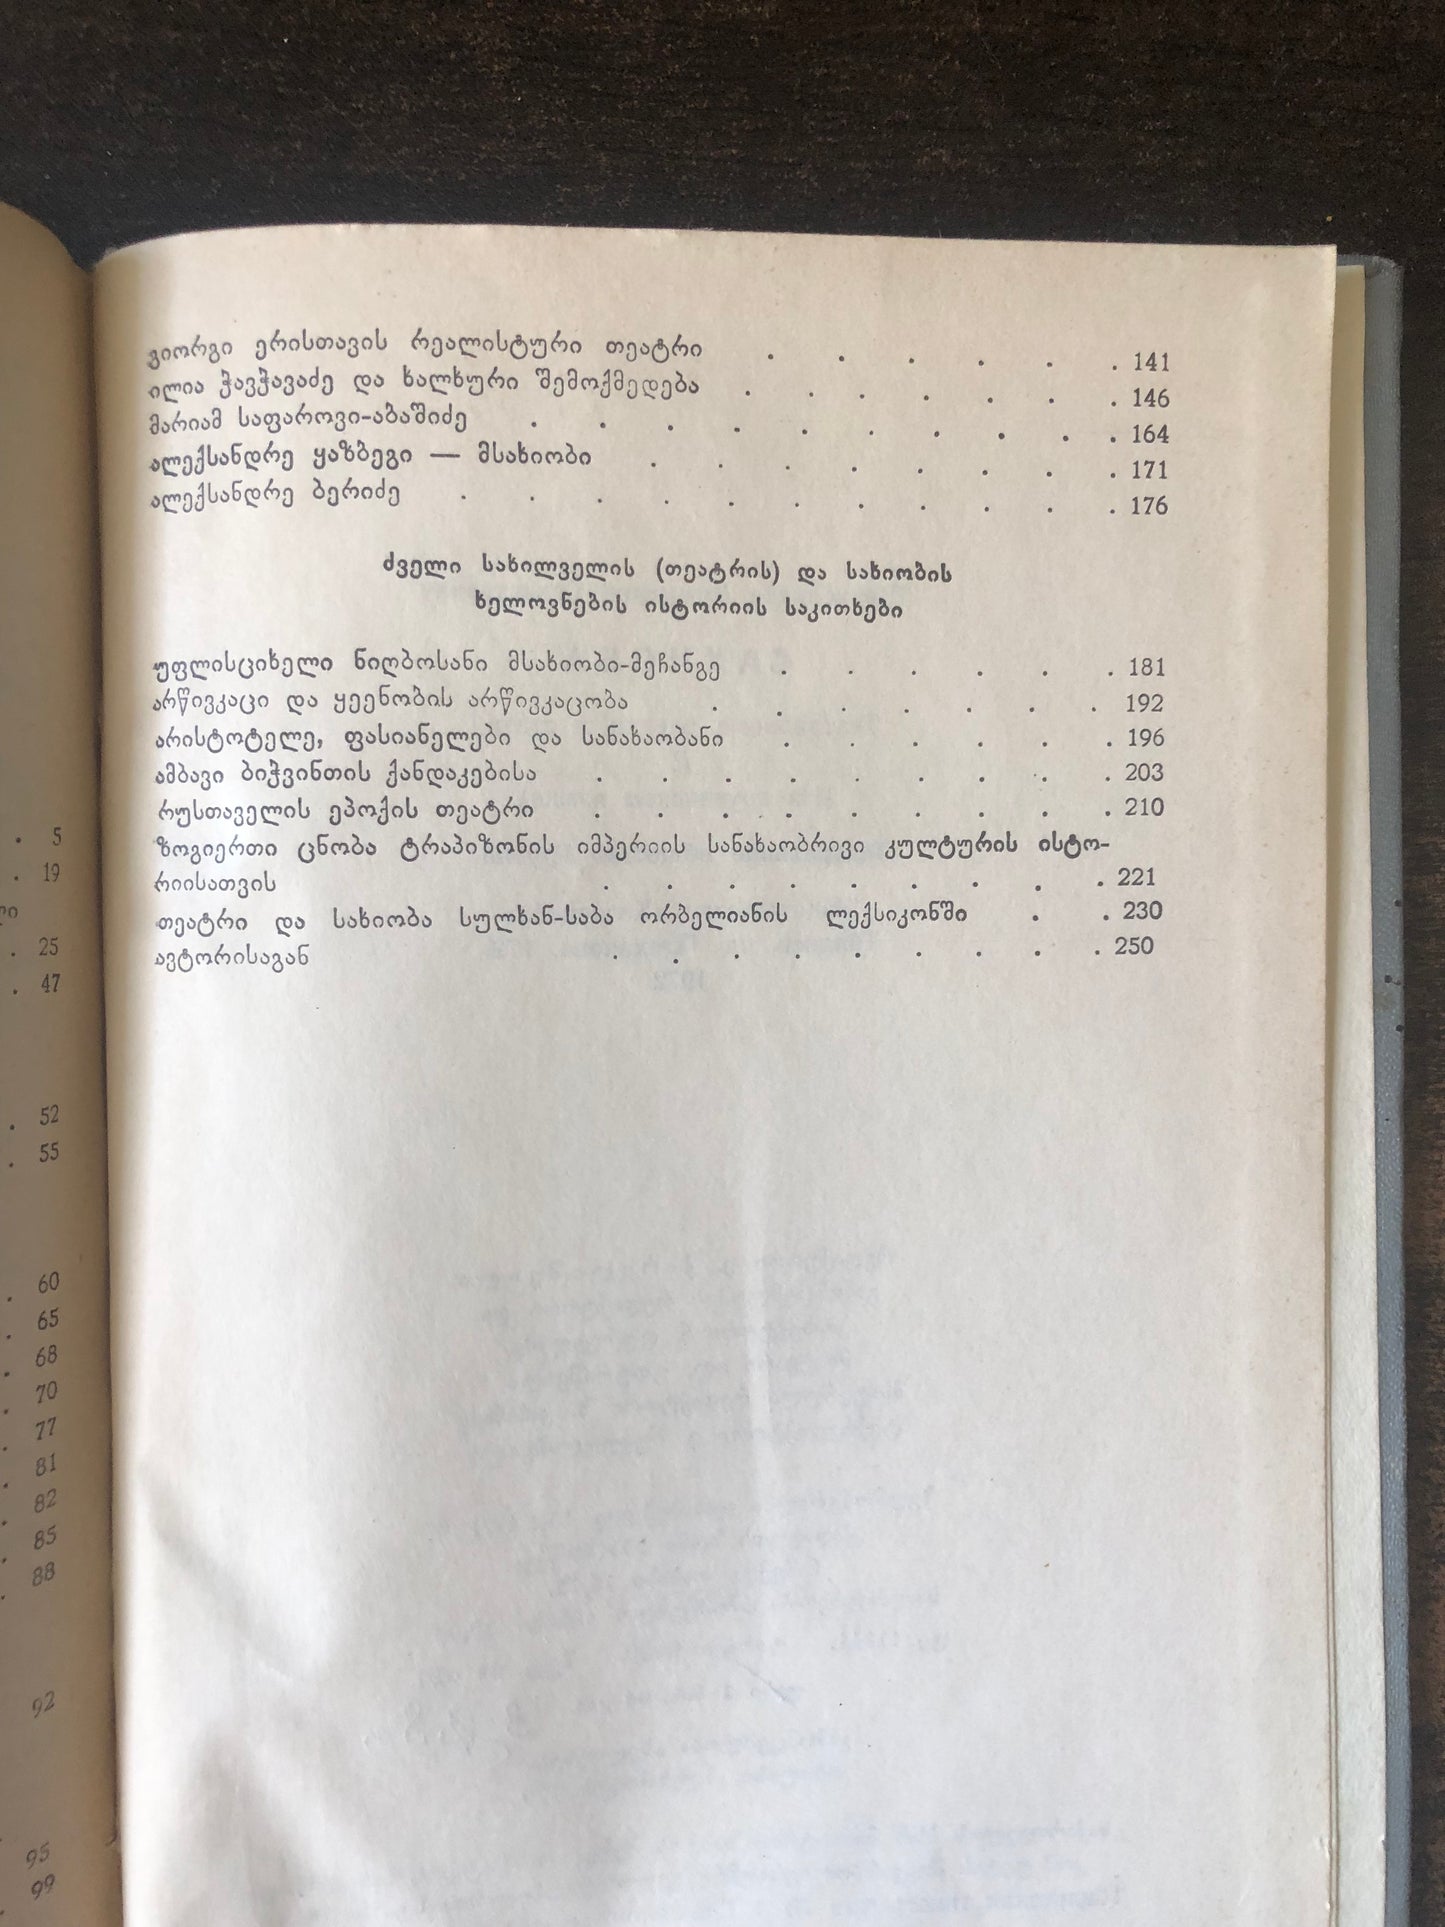 გიორგი ერისთავის რეალისტური თეატრი . . . . . . 141
ილია ჭავჭავაძე და ხალხური შემოქმედება . . . . . . 146
მარიამ საფაროვი-აბაშიძე . . . . . . . . . . 164
ალექსანდრე ყაზბეგი — მსახიობი . . . . . . . . 171
ალექსანდრე ბერიძე . . . . . . . . . . . 176
ძველი სახილველის (თეატრის) და სახიობის
ხელოვნების ისტორიის საკითხები
უფლისციხელი ნიღბოსანი მსახიობი-მეჩანგე . . . . . . 181
არწივკაცი და ყეენობის არწივკაცობა . . . . . . . 192
არისტოტელე, ფასიანელები და სანახაობანი . . . . . . 196
ამბავი ბიჭვინთის ქანდაკებისა . . . . . . . . . 203
რუსთაველის ეპოქის თეატრი . . . . . . . . . 210
ზოგიერთი ცნობა ტრაპიზონის იმპერიის სანახაობრივი კულტურის ისტო-
რიისათვის . . . . . . . . . 221
თეატრი და სახიობა სულხან-საბა ორბელიანის ლექსიკონში . . 230
ავტორისაგან . . . . . . . . . 250
. 5
. 19
. 25
. 47
. 52
. 55
. 60
. 65
. 68
. 70
. 77
. 81
. 82
. 85
. 88
92
95
99